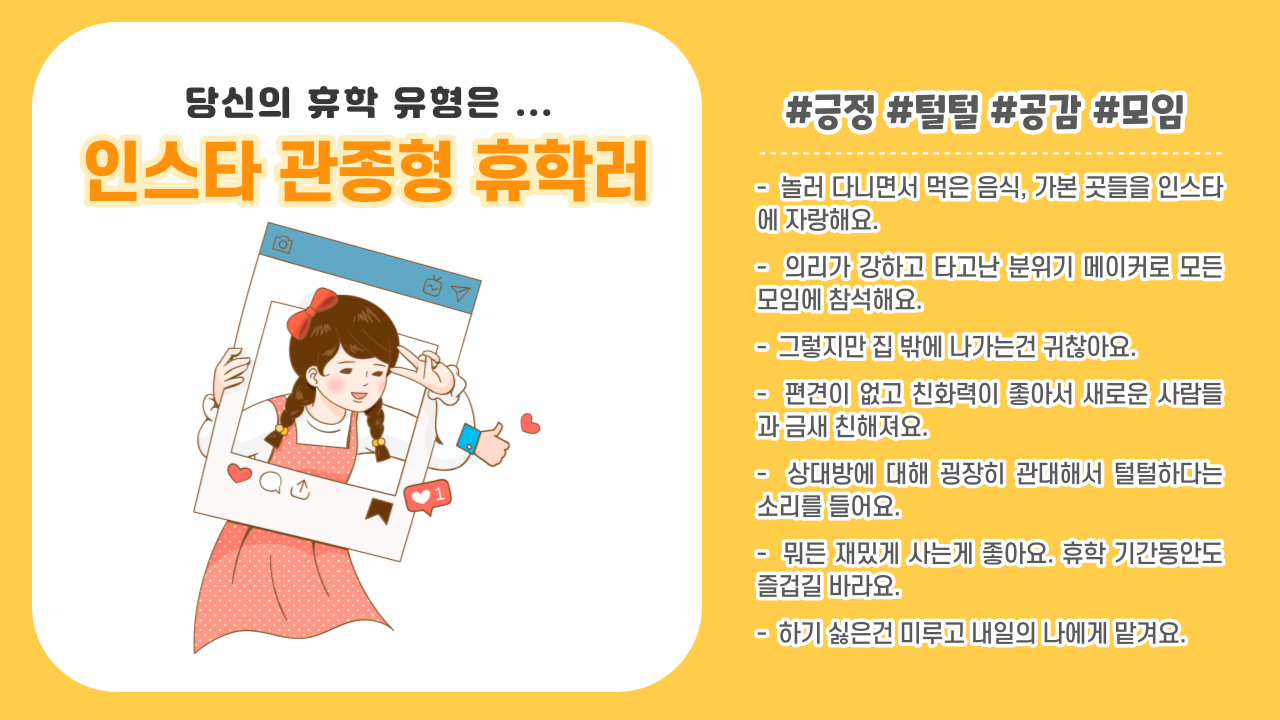 당신의 휴학 유형은 ...
인스타 관종형 휴학러
1
#긍정 #털털 #공감 #모임
- 놀러 다니면서 먹은 음식, 가본 곳들을 인스타
에 자랑해요.
- 의리가 강하고 타고난 분위기 메이커로 모든
모임에 참석해요.
- 그렇지만 집 밖에 나가는건 귀찮아요.
- 편견이 없고 친화력이 좋아서 새로운 사람들
과 금새 친해져요.
- 상대방에 대해 굉장히 관대해서 털털하다는
소리를 들어요.
- 뭐든 재밌게 사는게 좋아요. 휴학 기간동안도
즐겁길 바라요.
- 하기 싫은건 미루고 내일의 나에게 맡겨요.